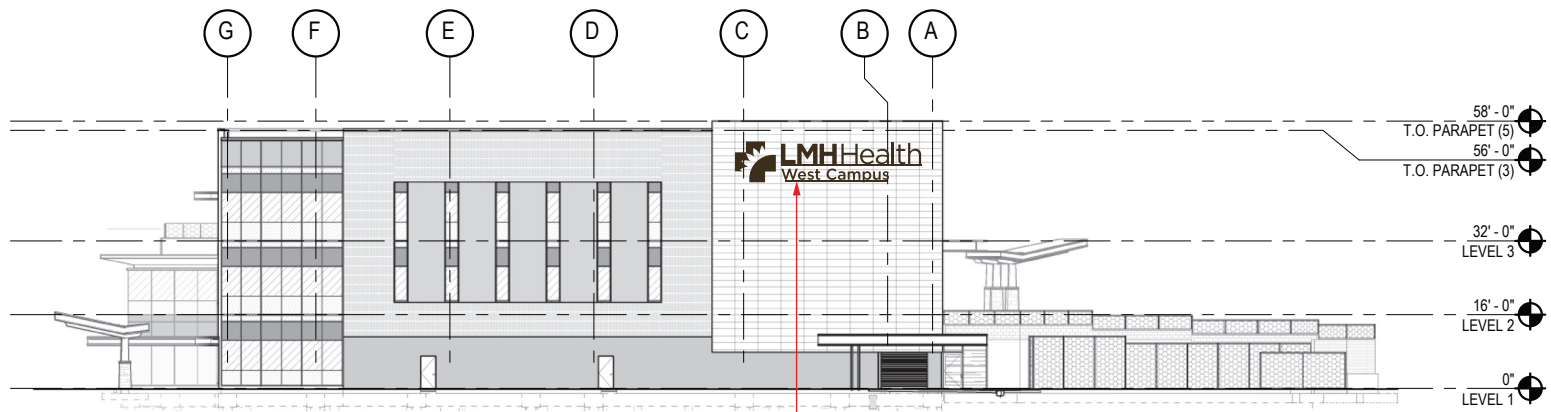 G F E D C B A
58' - 0"
T.O. PARAPET (5)
56' - 0"
T.O. PARAPET (3)
LMHHealth
West Campus
32' - 0"
LEVEL 3
16' - 0"
LEVEL 2
0"
LEVEL 1